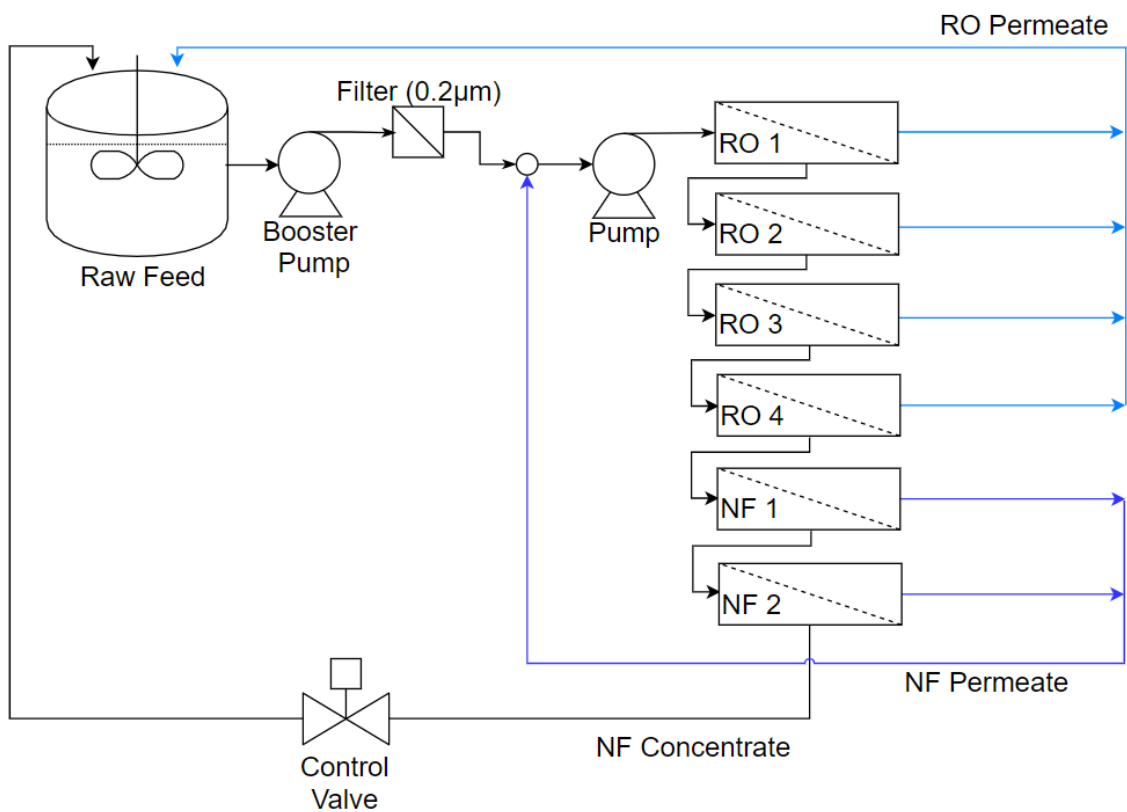 RO Permeate
Filter (0.2μm)
RO 1
Raw Feed
Booster
Pump
Pump
RO 2
RO 3
RO 4
NF 1
NF 2
NF Permeate
NF Concentrate
Control
Valve